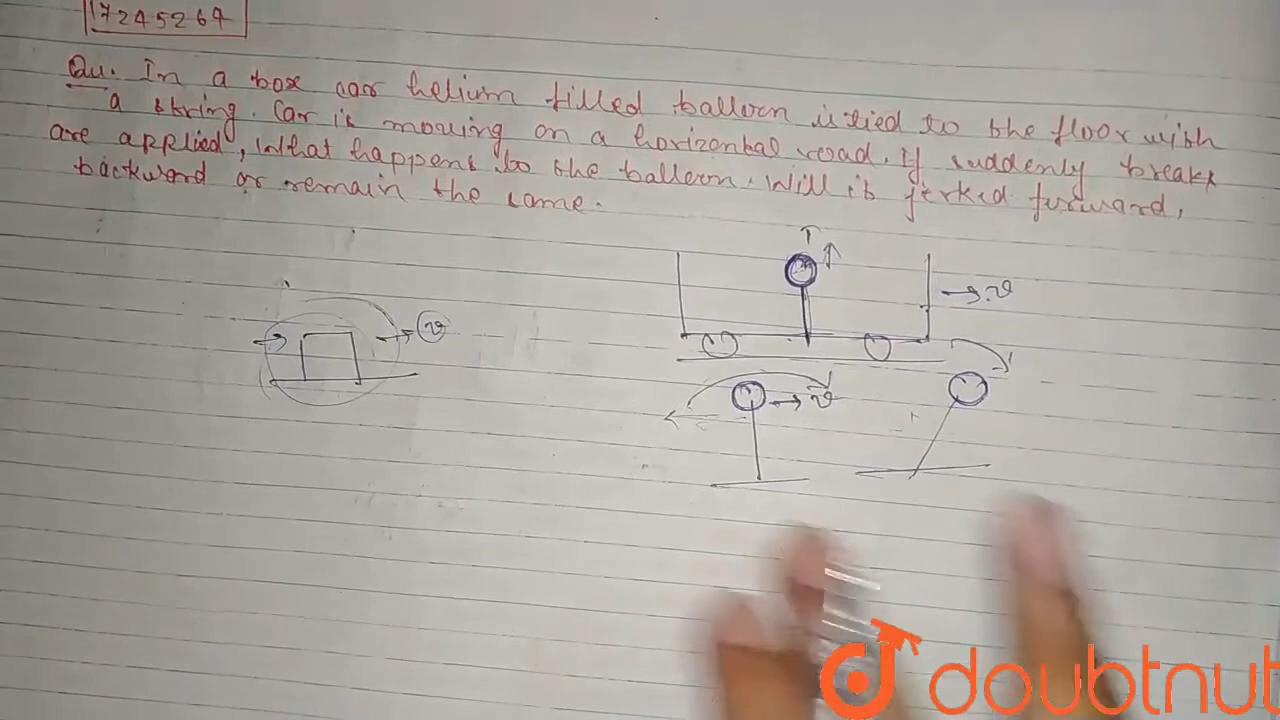 17245264
Qu. In a box car helium filled balloon is tied to the floor with
a string. Car is moving on a horizontal road. If suddenly breaks
are applied, What happens to the balloon. Will it jerked forward,
backward or remain the same.
T
v
v
v
doubtnut